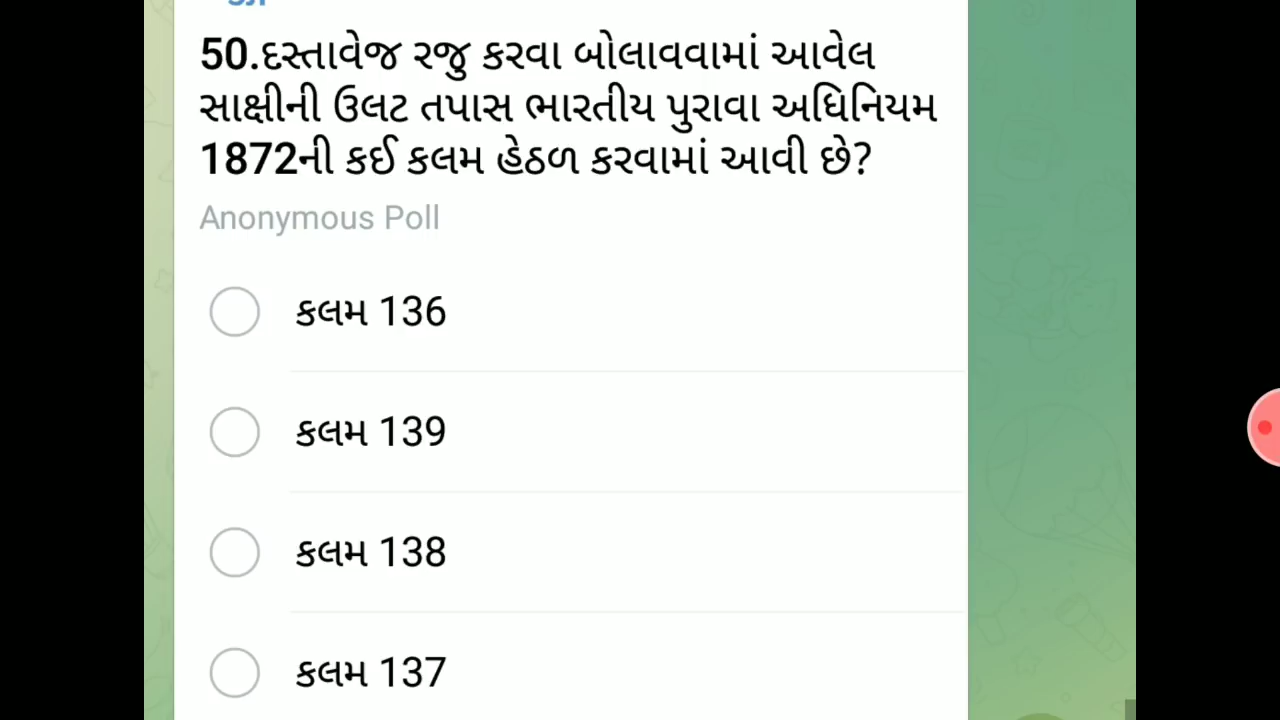 50.દસ્તાવેજ રજુ કરવા બોલાવવામાં આવેલ
સાક્ષીની ઉલટ તપાસ ભારતીય પુરાવા અધિનિયમ
1872ની કઈ કલમ હેઠળ કરવામાં આવી છે?
Anonymous Poll
કલમ 136
કલમ 139
કલમ 138
કલમ 137